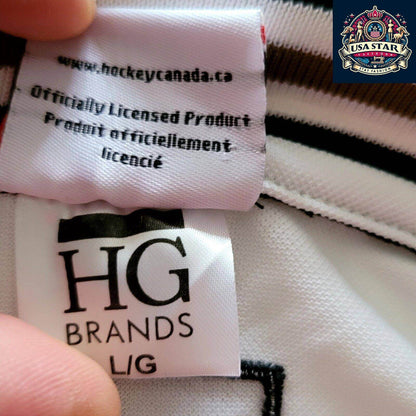 www.hockeycanada.ca
Officially Licensed Product
Produit officiellement
licencié
HG
BRANDS
L/G
USA STAR